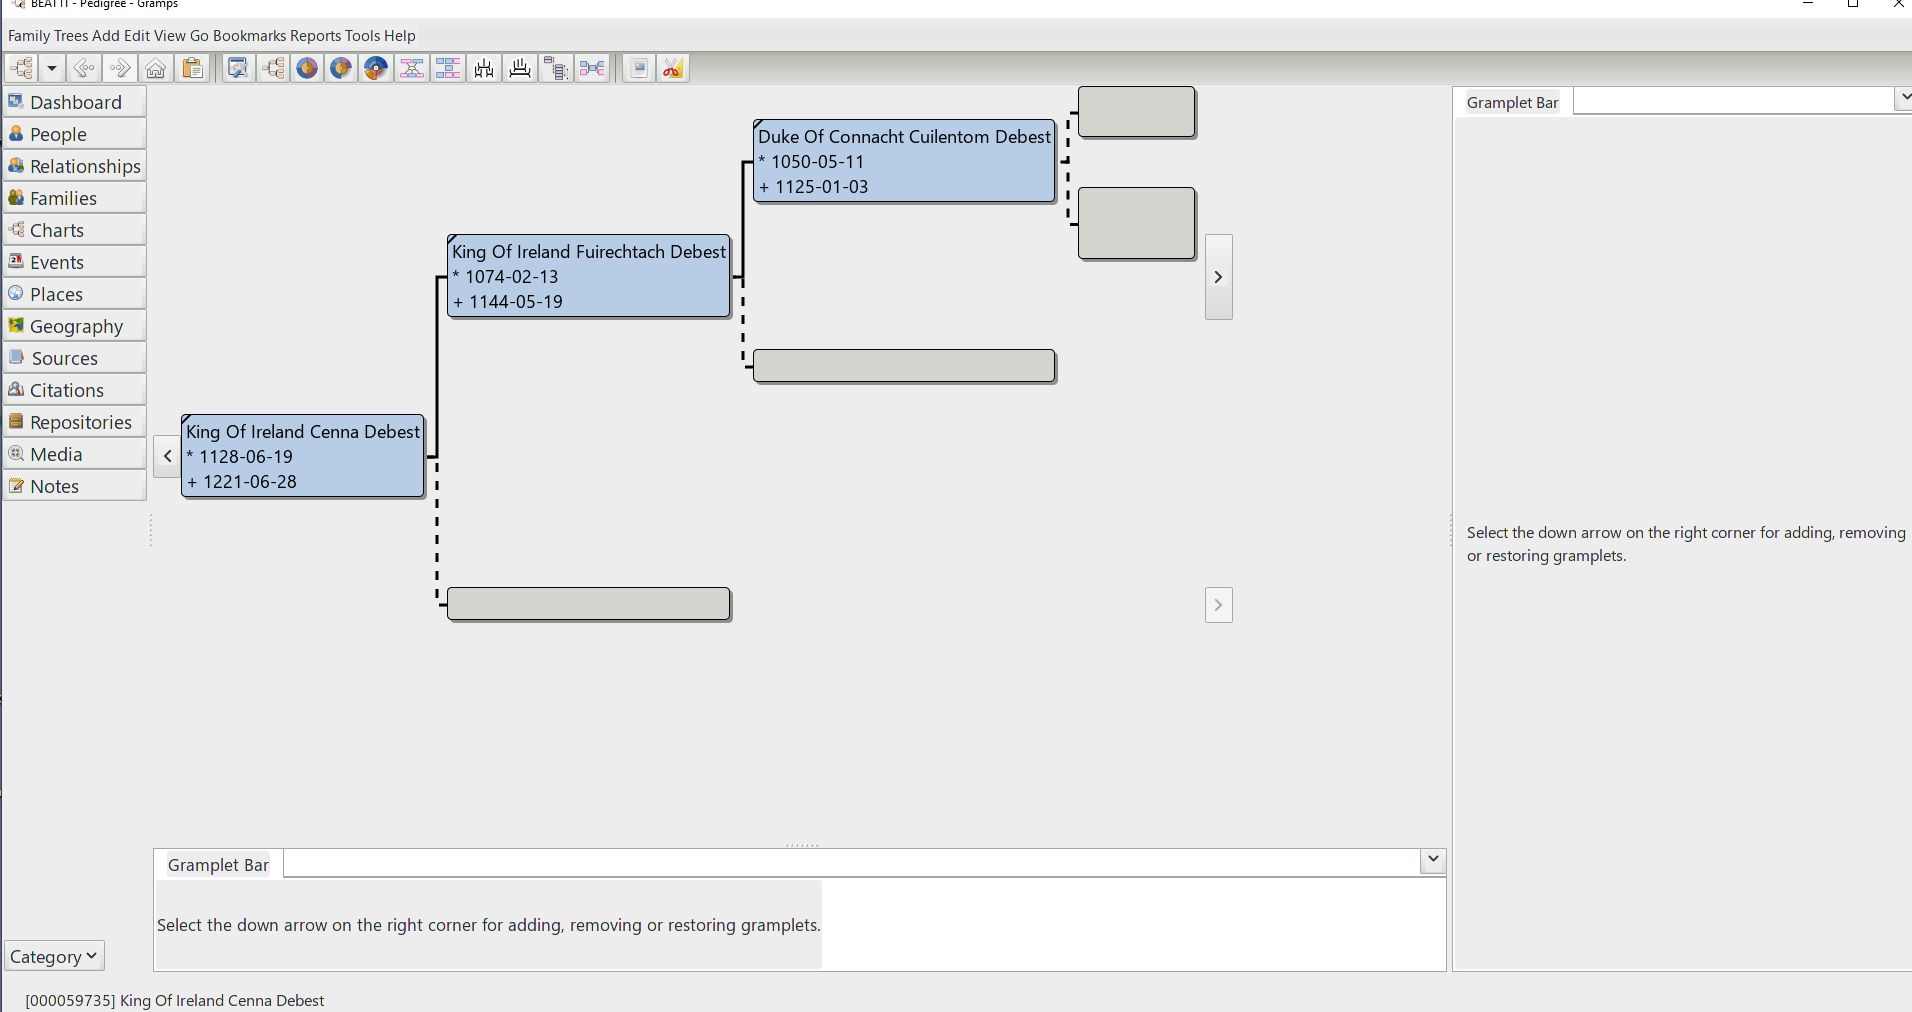 BEATTI - Pedigree - Gramps
Family Trees Add Edit View Go Bookmarks Reports Tools Help
Dashboard
People
Relationships
Families
Charts
Events
Places
Geography
Sources
Citations
Repositories
Media
Notes
Duke Of Connacht Cuilentom Debest
* 1050-05-11
+ 1125-01-03
King Of Ireland Fuirechtach Debest
* 1074-02-13
+ 1144-05-19
King Of Ireland Cenna Debest
* 1128-06-19
+ 1221-06-28
Gramplet Bar
Select the down arrow on the right corner for adding, removing
or restoring gramplets.
Gramplet Bar
Select the down arrow on the right corner for adding, removing or restoring gramplets.
Category
[000059735] King Of Ireland Cenna Debest